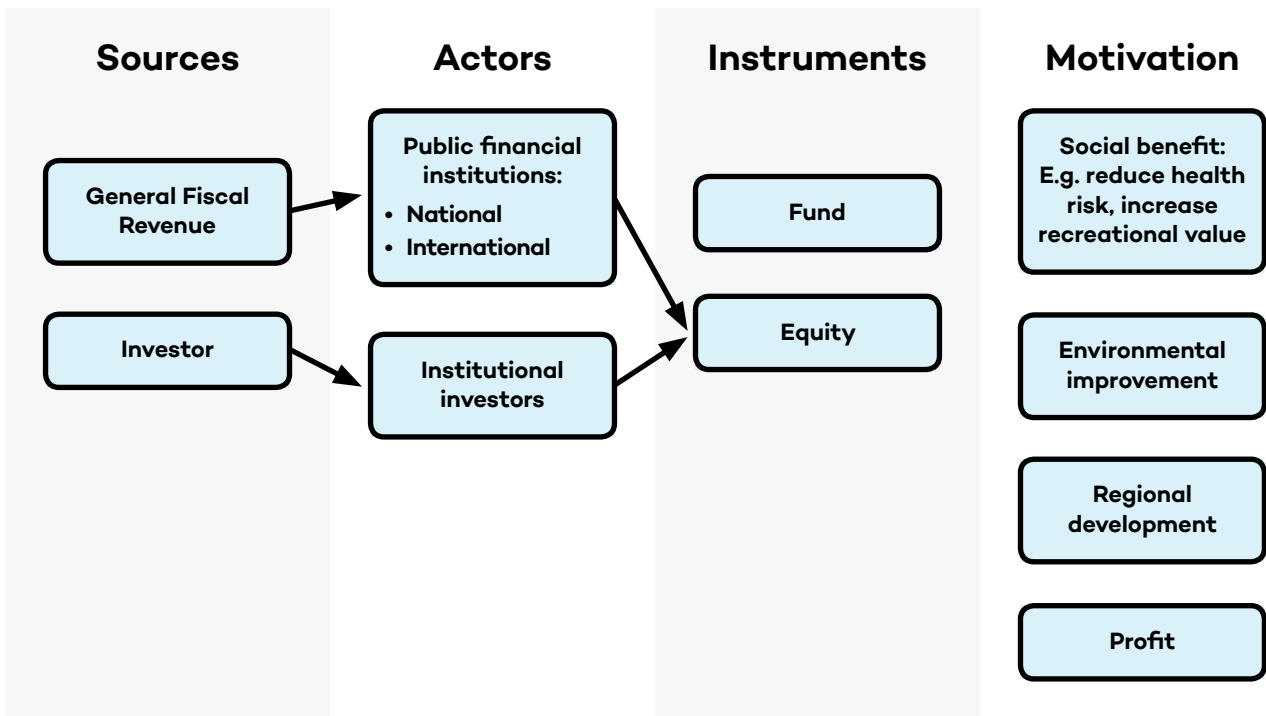 Sources
General Fiscal
Revenue
Investor
Actors
Public financial
institutions:
• National
• International
Institutional
investors
Instruments
Fund
Equity
Motivation
Social benefit:
E.g. reduce health
risk, increase
recreational value
Environmental
improvement
Regional
development
Profit